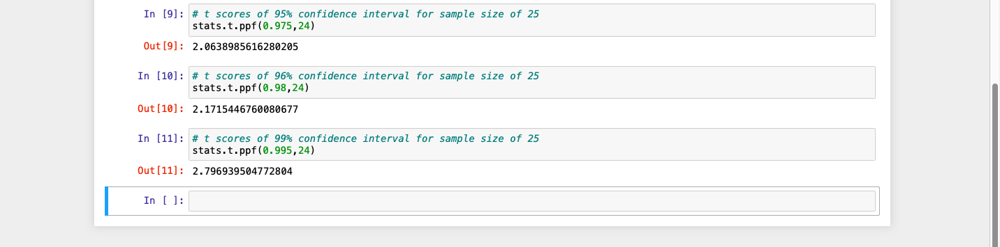 In [9]: # t scores of 95% confidence interval for sample size of 25
stats.t.ppf(0.975,24)
Out[9]: 2.0638985616280205
In [10]: # t scores of 96% confidence interval for sample size of 25
stats.t.ppf(0.98,24)
Out[10]: 2.1715446760080677
In [11]: # t scores of 99% confidence interval for sample size of 25
stats.t.ppf(0.995,24)
Out[11]: 2.796939504772804
In [ ]: